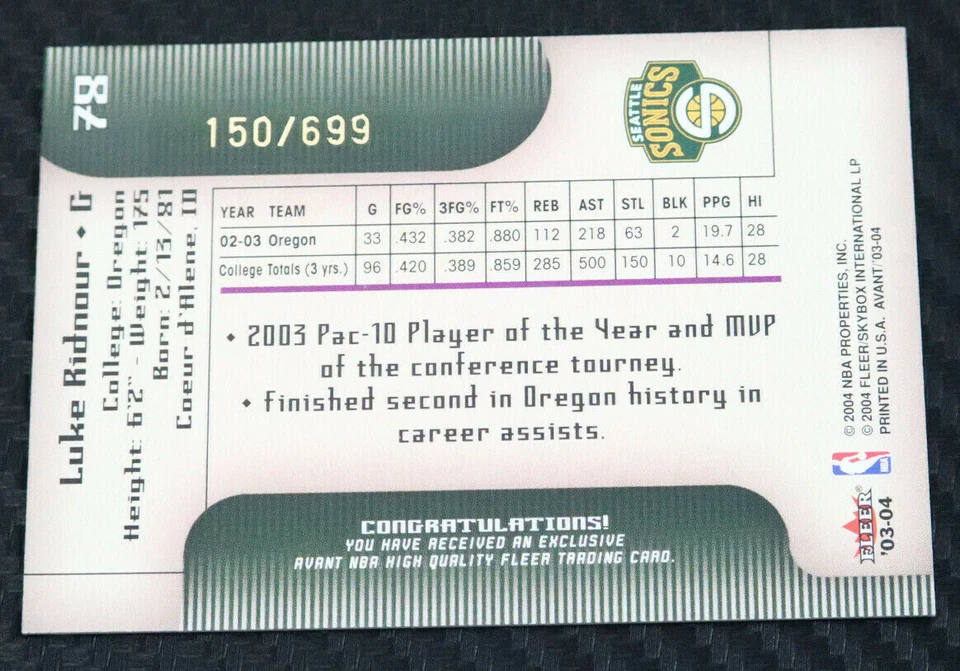 78
150/699
SEATTLE
SONICS
Luke Ridnour ◆ G
College: Oregon
Height: 6'2" - Weight: 175
Born: 2/13/81
Coeur d'Alene, ID
YEAR TEAM G FG% 3FG% FT% REB AST STL BLK PPG HI
02-03 Oregon 33 .432 .382 .880 112 218 63 2 19.7 28
College Totals (3 yrs.) 96 .420 .389 .859 285 500 150 10 14.6 28
◆ 2003 Pac-10 Player of the Year and MVP
of the conference tourney.
◆ Finished second in Oregon history in
career assists.
CONGRATULATIONS!
YOU HAVE RECEIVED AN EXCLUSIVE
AVANT NBA HIGH QUALITY FLEER TRADING CARD.
© 2004 NBA PROPERTIES, INC.
© 2004 FLEER/SKYBOX INTERNATIONAL LP
PRINTED IN U.S.A. AVANT/'03-04
NBA
FLEER®
'03-04